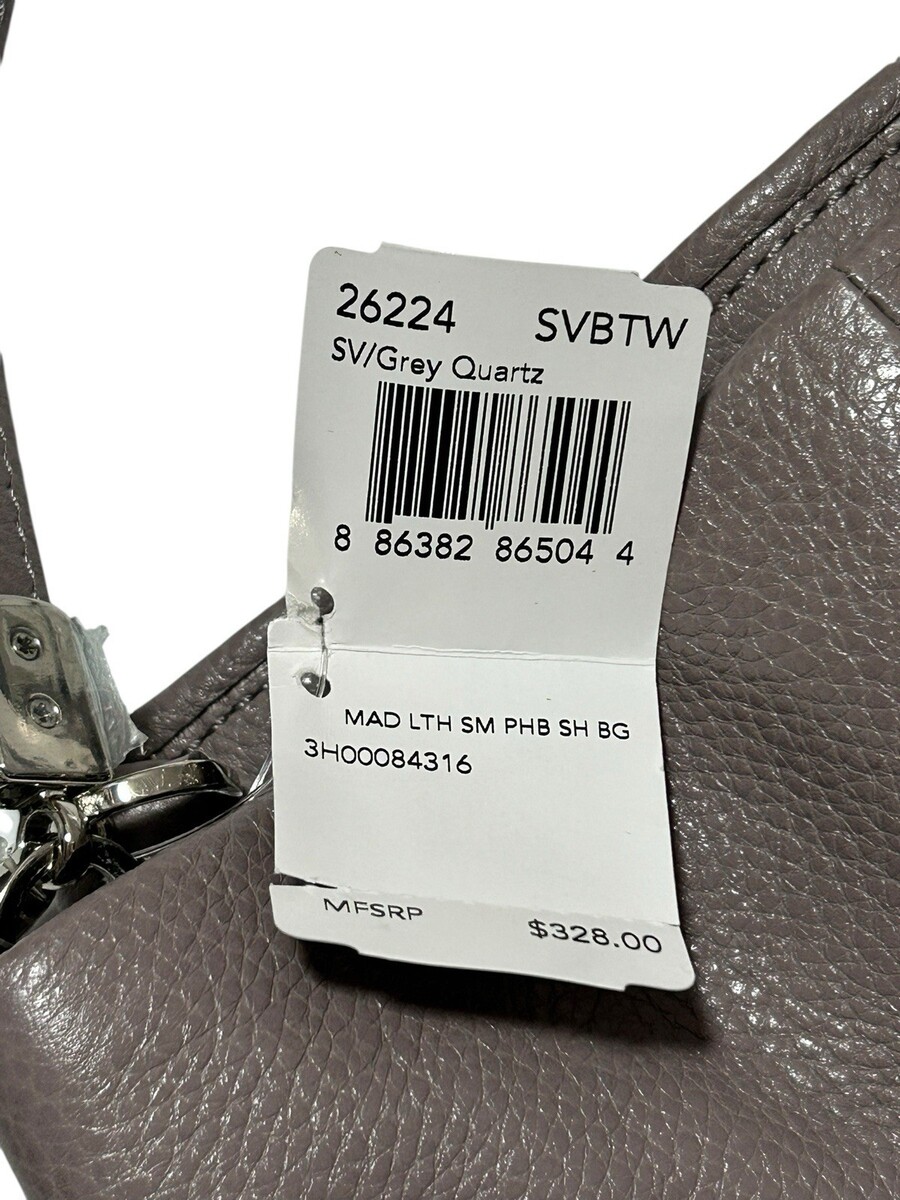 26224 SVBTW
SV/Grey Quartz
8 86382 86504 4
MAD LTH SM PHB SH BG
3H00084316
MFSRP $328.00